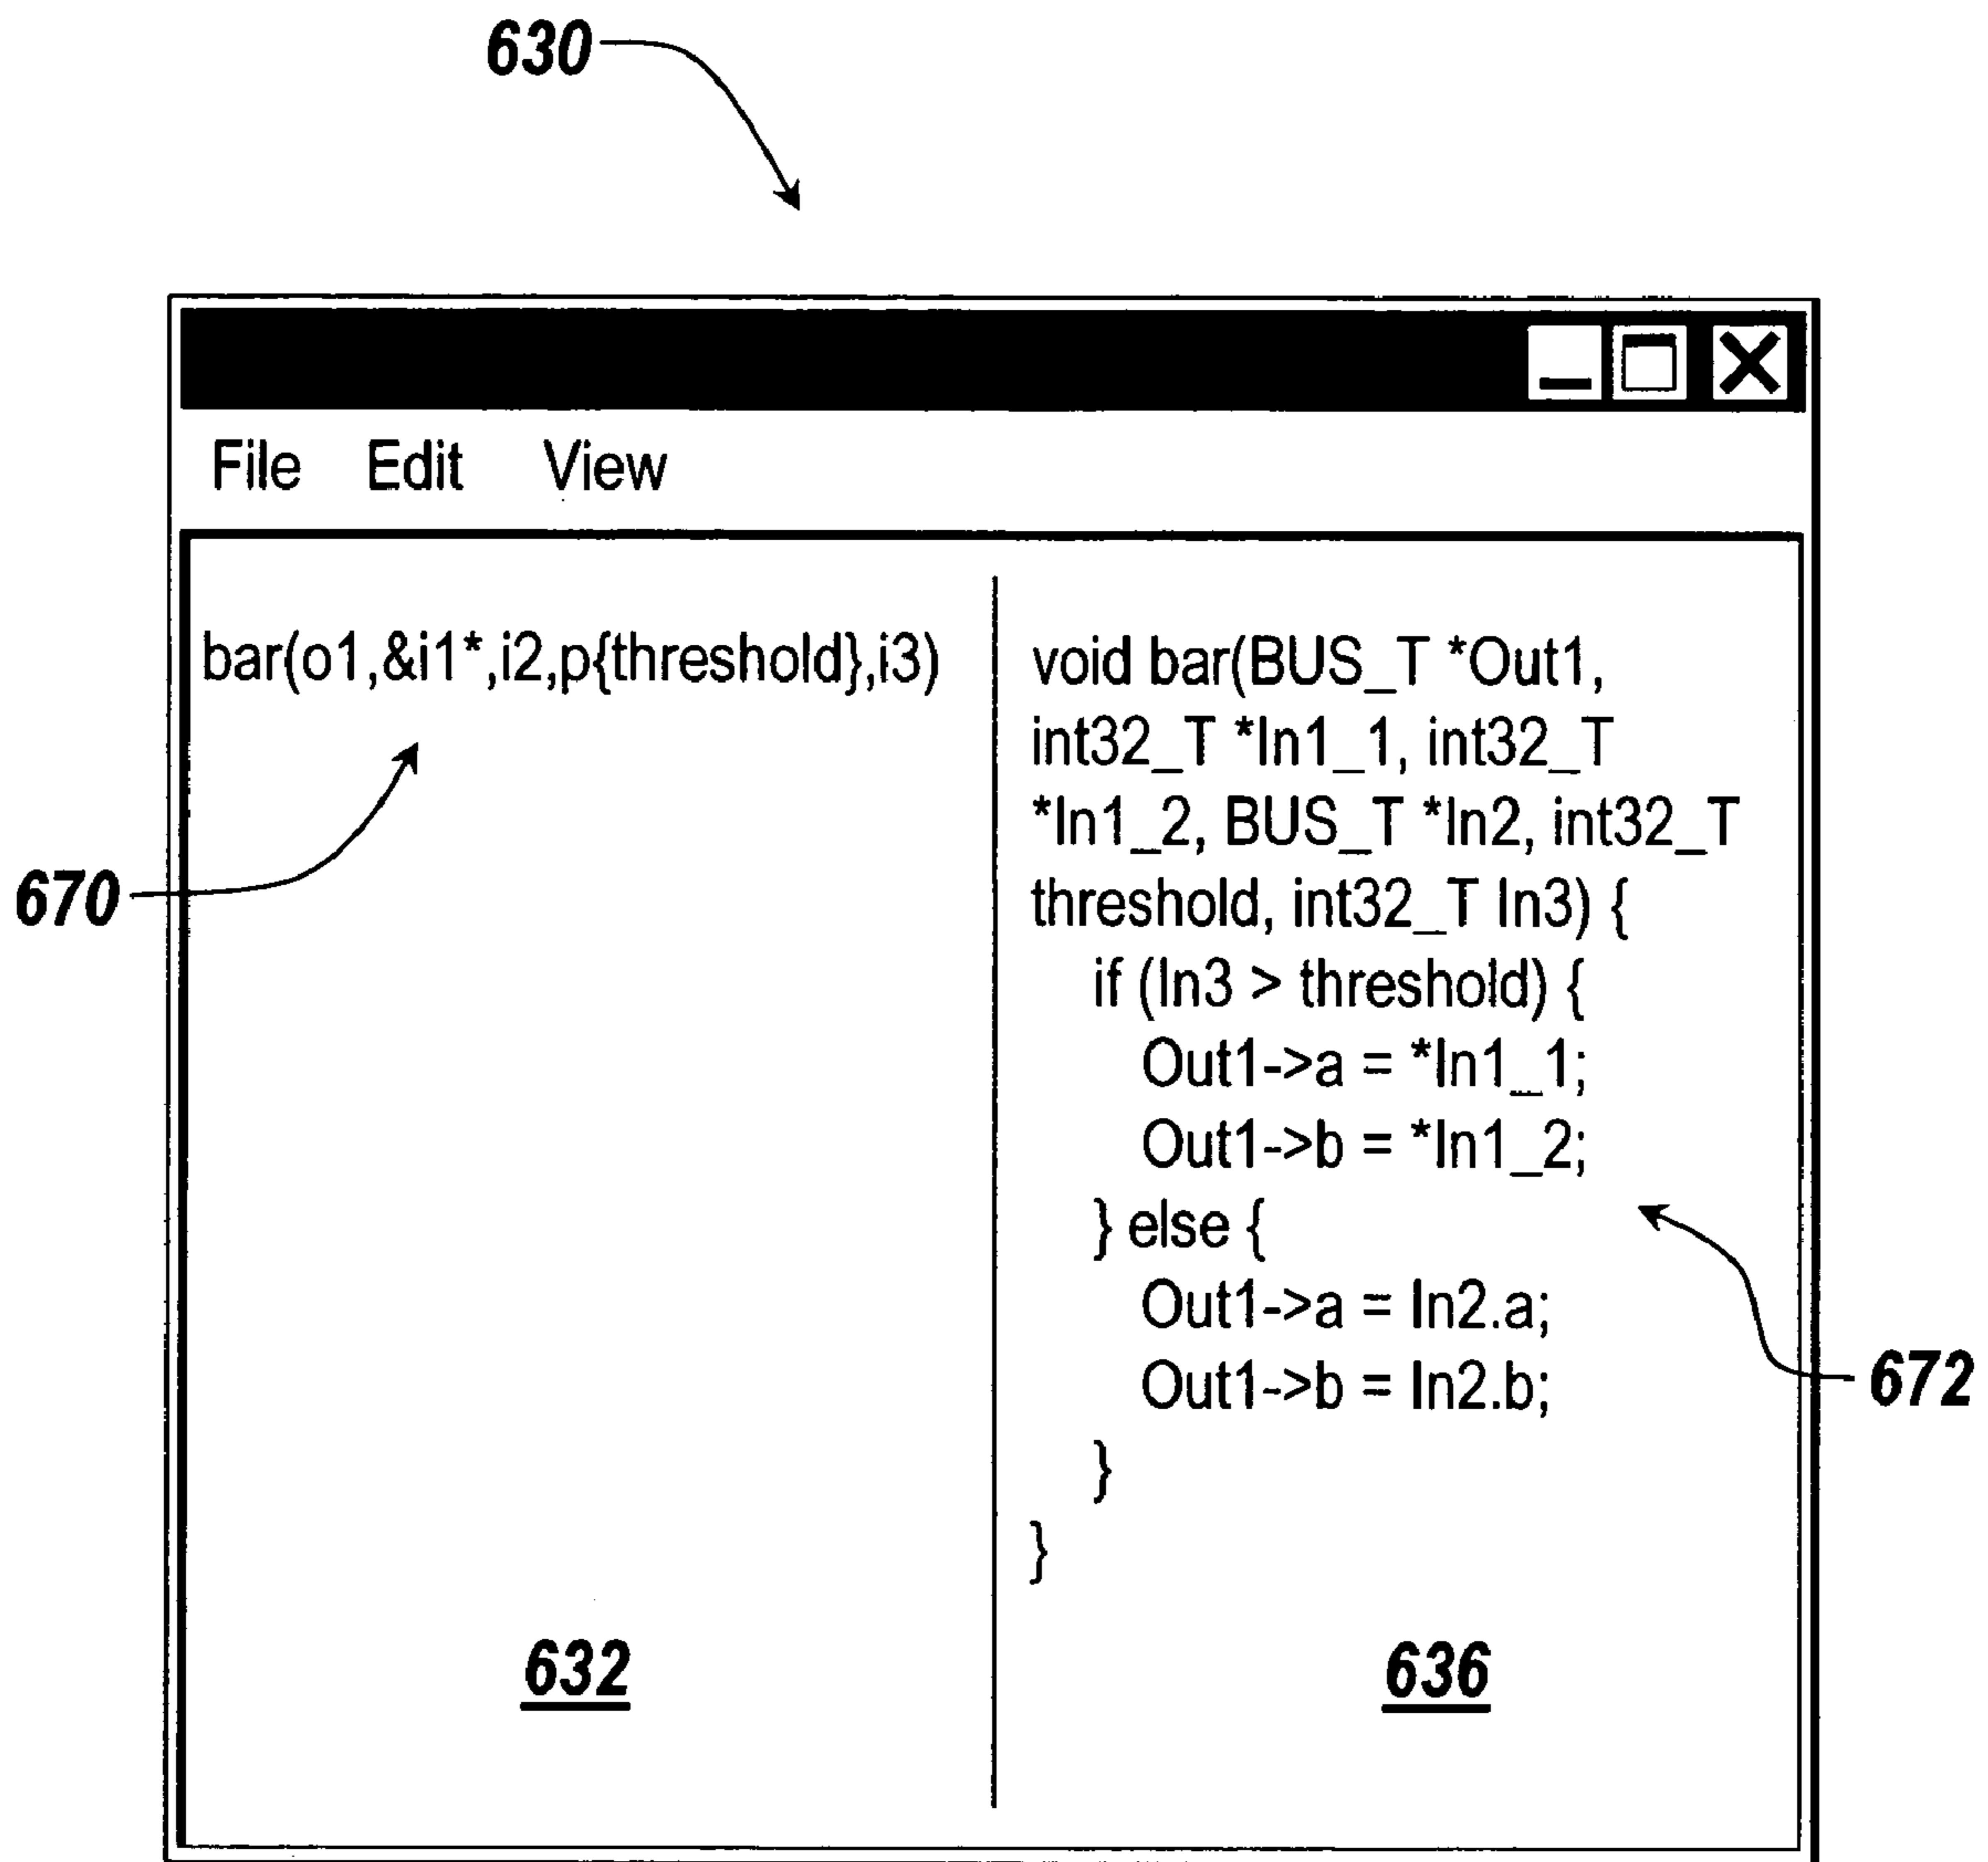 630
File Edit View
bar(o1,&i1*,i2,p{threshold},i3)
670
632
void bar(BUS_T *Out1,
int32_T *In1_1, int32_T
*In1_2, BUS_T *In2, int32_T
threshold, int32_T In3) {
if (In3 > threshold) {
Out1->a = *In1_1;
Out1->b = *In1_2;
} else {
Out1->a = In2.a;
Out1->b = In2.b;
}
}
672
636